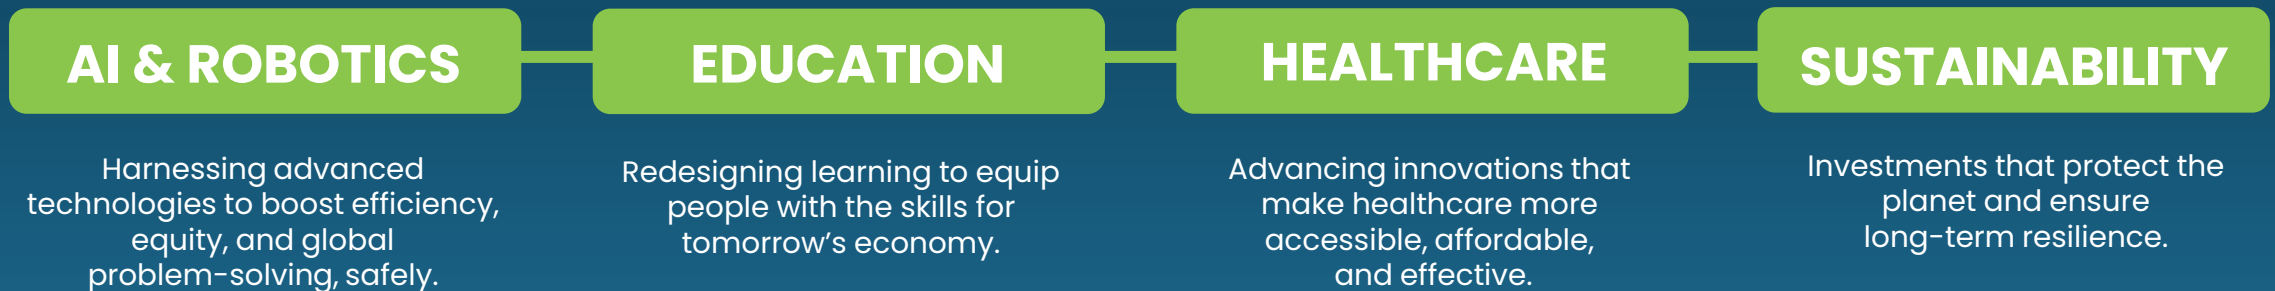 AI & ROBOTICS
Harnessing advanced
technologies to boost efficiency,
equity, and global
problem-solving, safely.
EDUCATION
Redesigning learning to equip
people with the skills for
tomorrow's economy.
HEALTHCARE
Advancing innovations that
make healthcare more
accessible, affordable,
and effective.
SUSTAINABILITY
Investments that protect the
planet and ensure
long-term resilience.